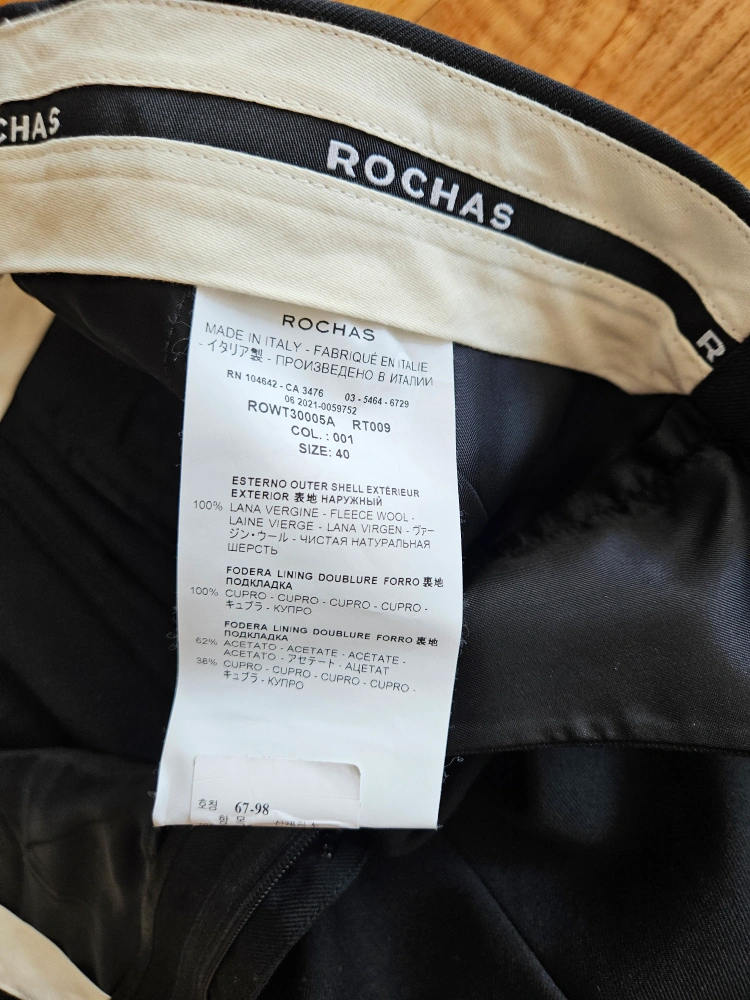 CHAS
ROCHAS
R
ROCHAS
MADE IN ITALY - FABRIQUÉ EN ITALIE
- イタリア製 - ПРОИЗВЕДЕНО В ИТАЛИИ
RN 104642 - CA 3476 03 - 5464 - 6729
06 2021-0059752
ROWT30005A RT009
COL. : 001
SIZE: 40
ESTERNO OUTER SHELL EXTÉRIEUR
EXTERIOR 表地 НАРУЖНЫЙ
100% LANA VERGINE - FLEECE WOOL -
LAINE VIERGE - LANA VIRGEN - ヴァー
ジン・ウール - ЧИСТАЯ НАТУРАЛЬНАЯ
ШЕРСТЬ
FODERA LINING DOUBLURE FORRO 裏地
ПОДКЛАДКА
100% CUPRO - CUPRO - CUPRO - CUPRO -
キュプラ - КУПРО
FODERA LINING DOUBLURE FORRO 裏地
ПОДКЛАДКА
62% ACETATO - ACETATE - ACÉTATE -
ACETATO - アセテート - АЦЕТАТ
38% CUPRO - CUPRO - CUPRO - CUPRO -
キュプラ - КУПРО
호칭 67-98
항 목